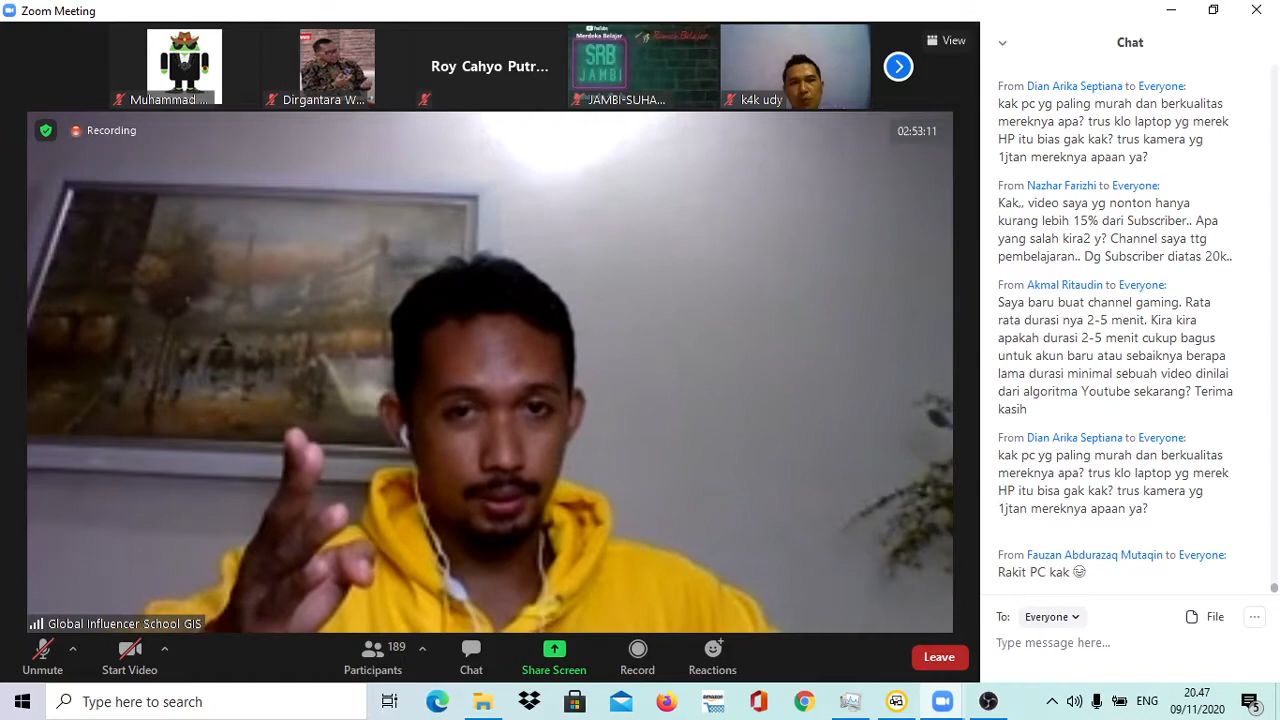 Zoom Meeting
Muhammad ...
Dirgantara W...
Roy Cahyo Putr...
YouTube
Merdeka Belajar
SRB
JAMBI
Rumah Belajar
JAMBI-SUHA...
k4k udy
View
Recording
02:53:11
Global Influencer School GIS
Chat
From Dian Arika Septiana to Everyone:
kak pc yg paling murah dan berkualitas
mereknya apa? trus klo laptop yg merek
HP itu bias gak kak? trus kamera yg
1jtan mereknya apaan ya?
From Nazhar Farizhi to Everyone:
Kak,, video saya yg nonton hanya
kurang lebih 15% dari Subscriber.. Apa
yang salah kira2 y? Channel saya ttg
pembelajaran.. Dg Subscriber diatas 20k..
From Akmal Ritaudin to Everyone:
Saya baru buat channel gaming. Rata
rata durasi nya 2-5 menit. Kira kira
apakah durasi 2-5 menit cukup bagus
untuk akun baru atau sebaiknya berapa
lama durasi minimal sebuah video dinilai
dari algoritma Youtube sekarang? Terima
kasih
From Dian Arika Septiana to Everyone:
kak pc yg paling murah dan berkualitas
mereknya apa? trus klo laptop yg merek
HP itu bisa gak kak? trus kamera yg
1jtan mereknya apaan ya?
From Fauzan Abdurazaq Mutaqin to Everyone:
Rakit PC kak 😅
To: Everyone
File
Type message here...
Unmute
Start Video
189
Participants
Chat
Share Screen
Record
Reactions
Leave
Type here to search
amazon
ENG
20.47
09/11/2020
5